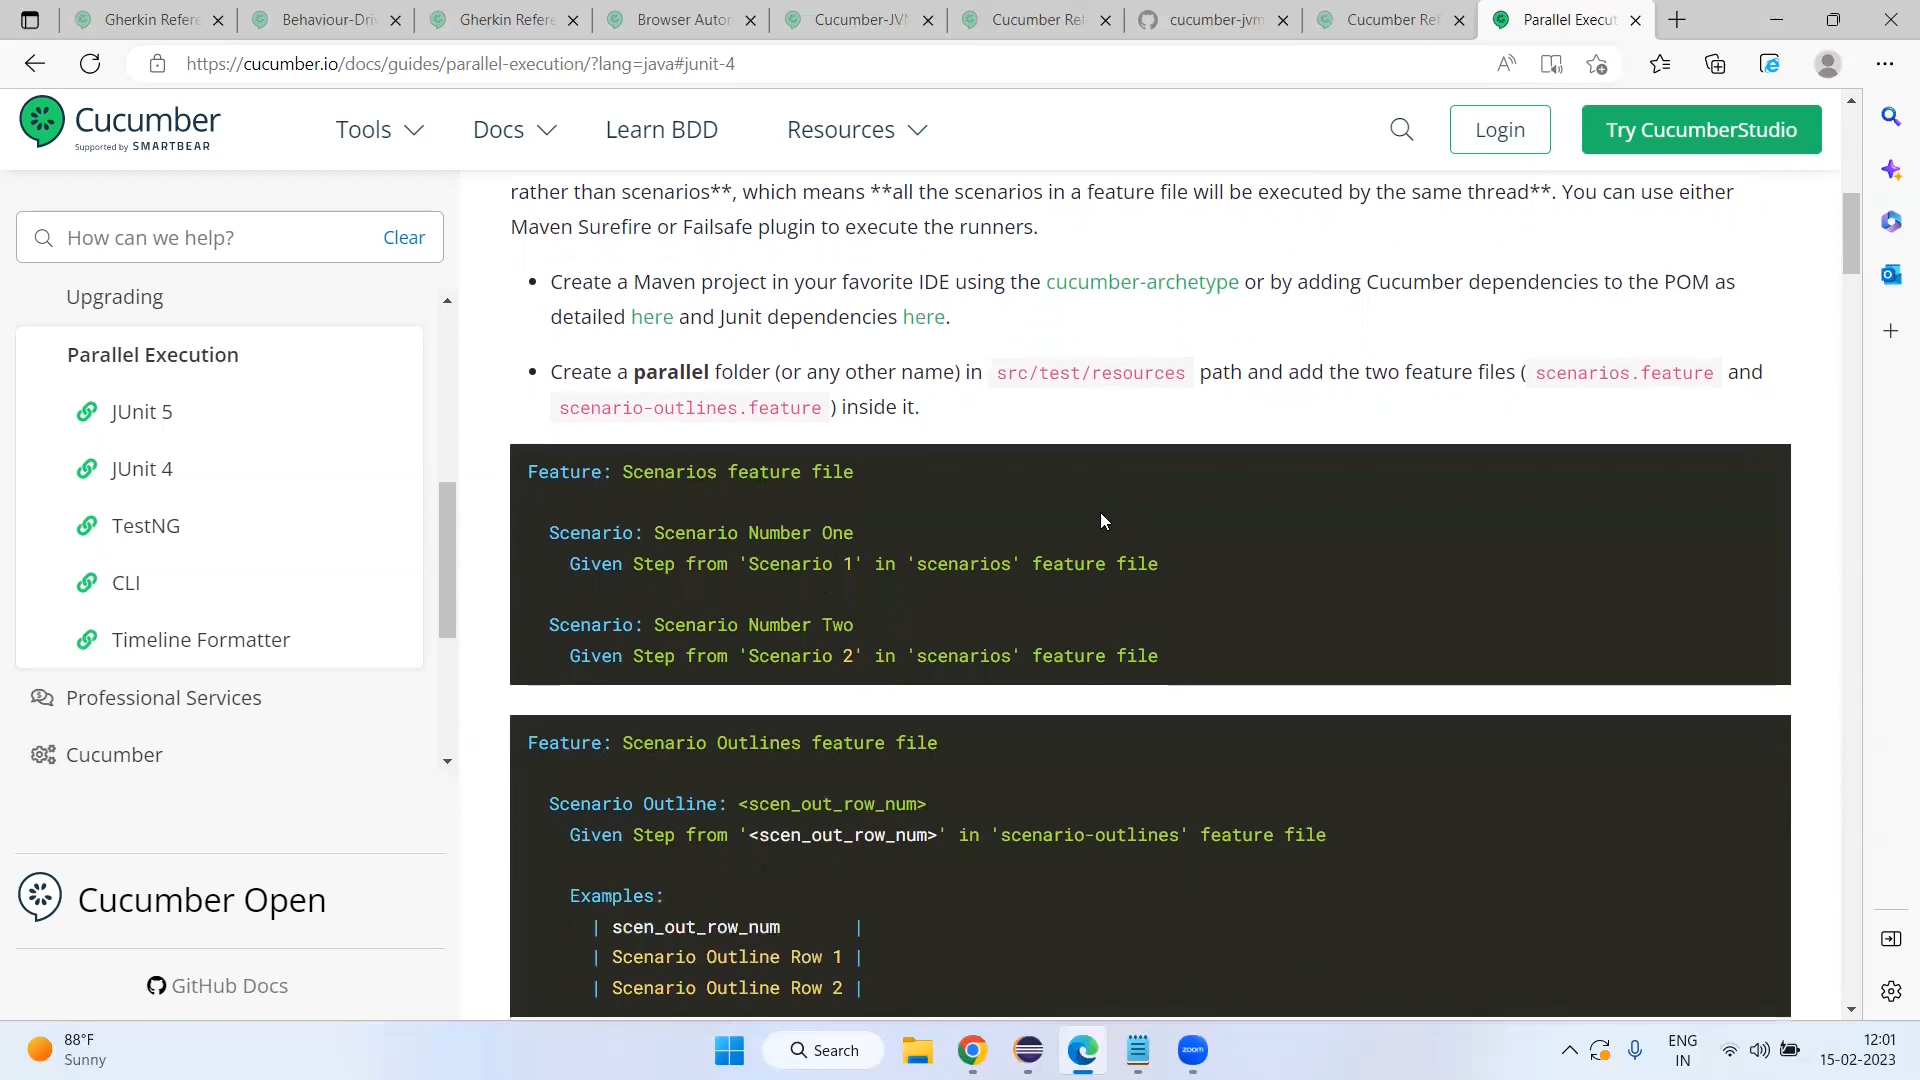 Gherkin Refere
Behaviour-Driv
Gherkin Refere
Browser Autom
Cucumber-JVM
Cucumber Ref
cucumber-jvm
Cucumber Ref
Parallel Execut
https://cucumber.io/docs/guides/parallel-execution/?lang=java#junit-4
Cucumber
Supported by SMARTBEAR
Tools
Docs
Learn BDD
Resources
Login
Try CucumberStudio
How can we help?
Clear
Upgrading
Parallel Execution
JUnit 5
JUnit 4
TestNG
CLI
Timeline Formatter
Professional Services
Cucumber
Cucumber Open
GitHub Docs
rather than scenarios**, which means **all the scenarios in a feature file will be executed by the same thread**. You can use either
Maven Surefire or Failsafe plugin to execute the runners.
• Create a Maven project in your favorite IDE using the cucumber-archetype or by adding Cucumber dependencies to the POM as
detailed here and Junit dependencies here.
• Create a parallel folder (or any other name) in src/test/resources path and add the two feature files ( scenarios.feature and
scenario-outlines.feature ) inside it.
Feature: Scenarios feature file
Scenario: Scenario Number One
Given Step from 'Scenario 1' in 'scenarios' feature file
Scenario: Scenario Number Two
Given Step from 'Scenario 2' in 'scenarios' feature file
Feature: Scenario Outlines feature file
Scenario Outline: <scen_out_row_num>
Given Step from '<scen_out_row_num>' in 'scenario-outlines' feature file
Examples:
| scen_out_row_num |
| Scenario Outline Row 1 |
| Scenario Outline Row 2 |
88°F
Sunny
Search
zoom
ENG
IN
12:01
15-02-2023